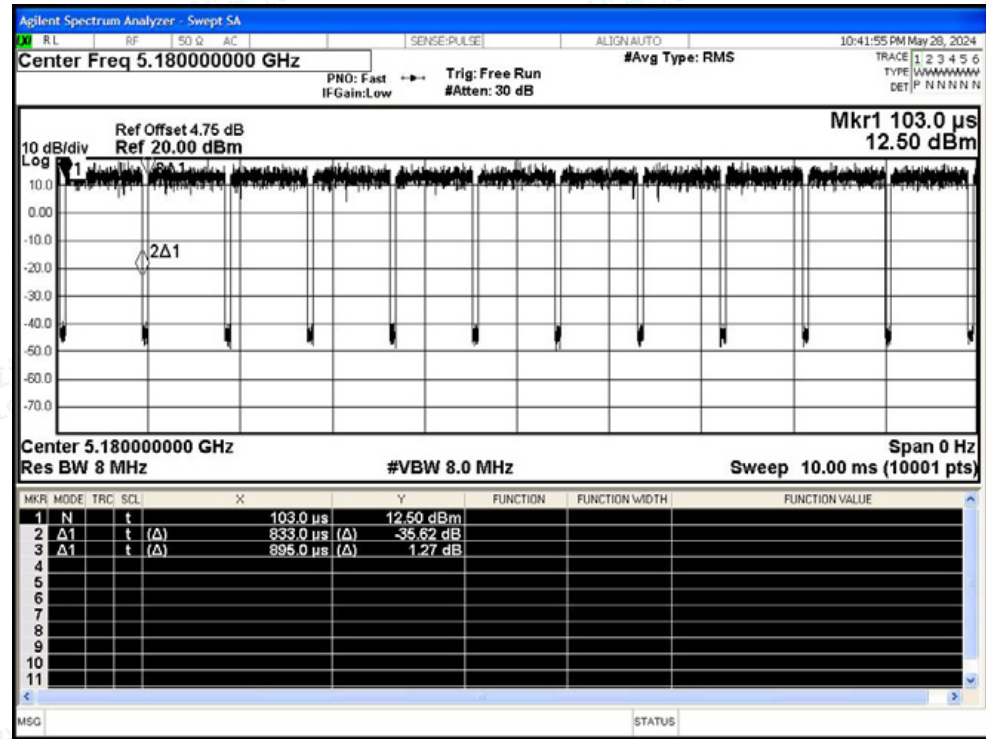 Agilent Spectrum Analyzer - Swept SA
RL RF 50 Ω AC SENSE:PULSE ALIGN AUTO 10:41:55 PM May 28, 2024
Center Freq 5.180000000 GHz #Avg Type: RMS TRACE 1 2 3 4 5 6
PNO: Fast Trig: Free Run TYPE WWWWWW
IFGain:Low #Atten: 30 dB DET P N N N N N
Mkr1 103.0 µs
Ref Offset 4.75 dB
10 dB/div Ref 20.00 dBm 12.50 dBm
Log
1
10.0
0.00
-10.0
2Δ1
-20.0
-30.0
-40.0
-50.0
-60.0
-70.0
Center 5.180000000 GHz Span 0 Hz
Res BW 8 MHz #VBW 8.0 MHz Sweep 10.00 ms (10001 pts)
MKR MODE TRC SCL X Y FUNCTION FUNCTION WIDTH FUNCTION VALUE
1 N t 103.0 µs 12.50 dBm
2 Δ1 t (Δ) 833.0 µs (Δ) -35.62 dB
3 Δ1 t (Δ) 895.0 µs (Δ) 1.27 dB
4
5
6
7
8
9
10
11
MSG STATUS